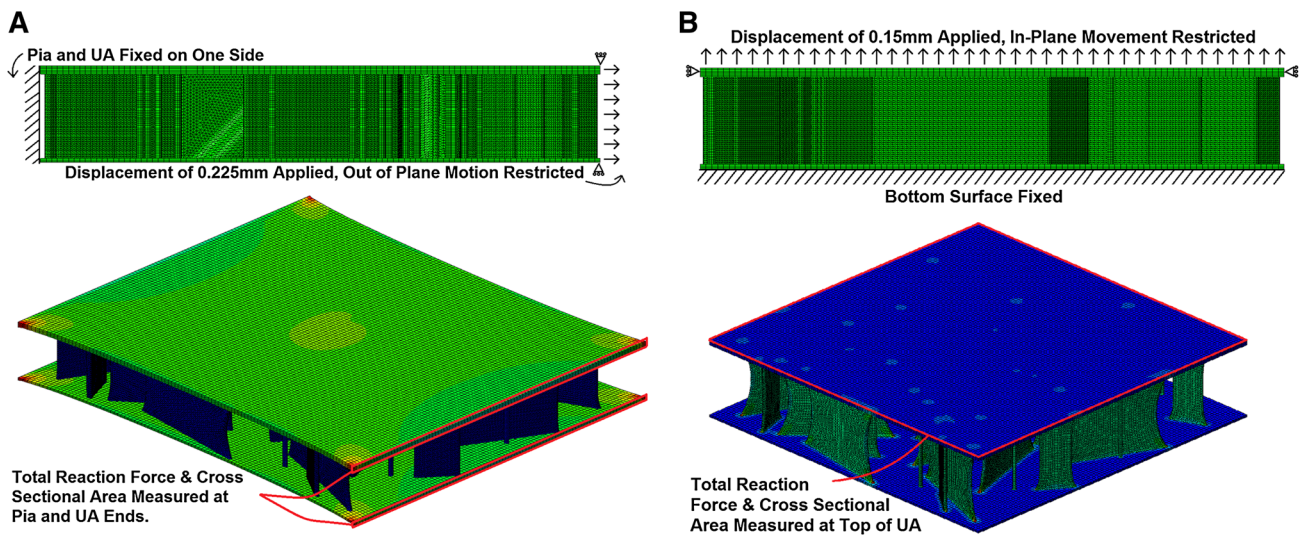 A
Pia and UA Fixed on One Side
Displacement of 0.225mm Applied, Out of Plane Motion Restricted
Total Reaction Force & Cross
Sectional Area Measured at
Pia and UA Ends.
B
Displacement of 0.15mm Applied, In-Plane Movement Restricted
Bottom Surface Fixed
Total Reaction
Force & Cross Sectional
Area Measured at Top of UA